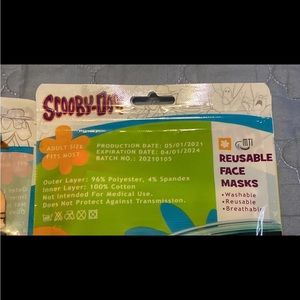 SCOOBY-DOO
ADULT SIZE
FITS MOST
PRODUCTION DATE: 05/01/2021
EXPIRATION DATE: 04/01/2024
BATCH NO.: 20210105
MTI
REUSABLE
FACE
MASKS
• Washable
• Reusable
• Breathable
Outer Layer: 96% Polyester, 4% Spandex
Inner Layer: 100% Cotton
Not Intended For Medical Use.
Does Not Protect Against Transmission.